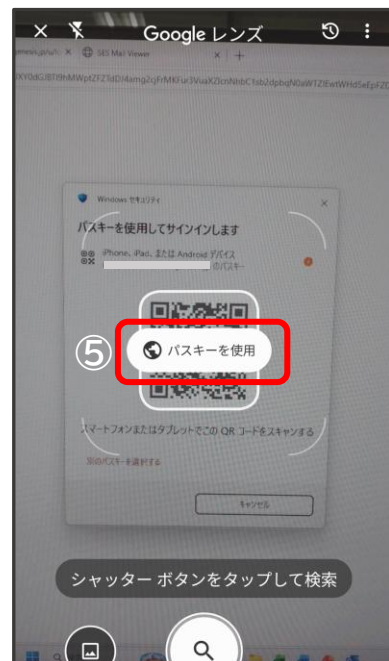 Google レンズ
SES Mail Viewer
Windows セキュリティ
パスキーを使用してサインインします
iPhone、iPad、または Android デバイス
のパスキー
⑤
パスキーを使用
スマートフォンまたはタブレットでこの QR コードをスキャンする
別のパスキーを選択する
キャンセル
シャッター ボタンをタップして検索